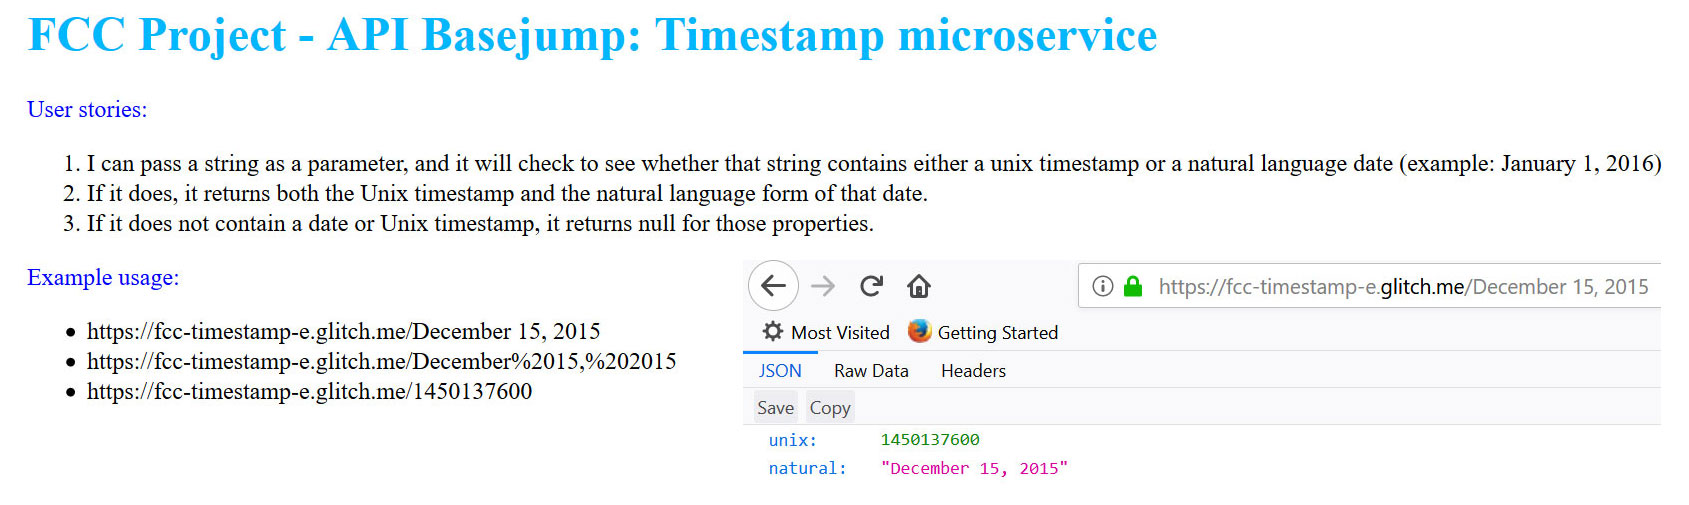 FCC Project - API Basejump: Timestamp microservice
User stories:
1. I can pass a string as a parameter, and it will check to see whether that string contains either a unix timestamp or a natural language date (example: January 1, 2016)
2. If it does, it returns both the Unix timestamp and the natural language form of that date.
3. If it does not contain a date or Unix timestamp, it returns null for those properties.
Example usage:
• https://fcc-timestamp-e.glitch.me/December 15, 2015
• https://fcc-timestamp-e.glitch.me/December%2015,%202015
• https://fcc-timestamp-e.glitch.me/1450137600
https://fcc-timestamp-e.glitch.me/December 15, 2015
Most Visited Getting Started
JSON Raw Data Headers
Save Copy
unix: 1450137600
natural: "December 15, 2015"